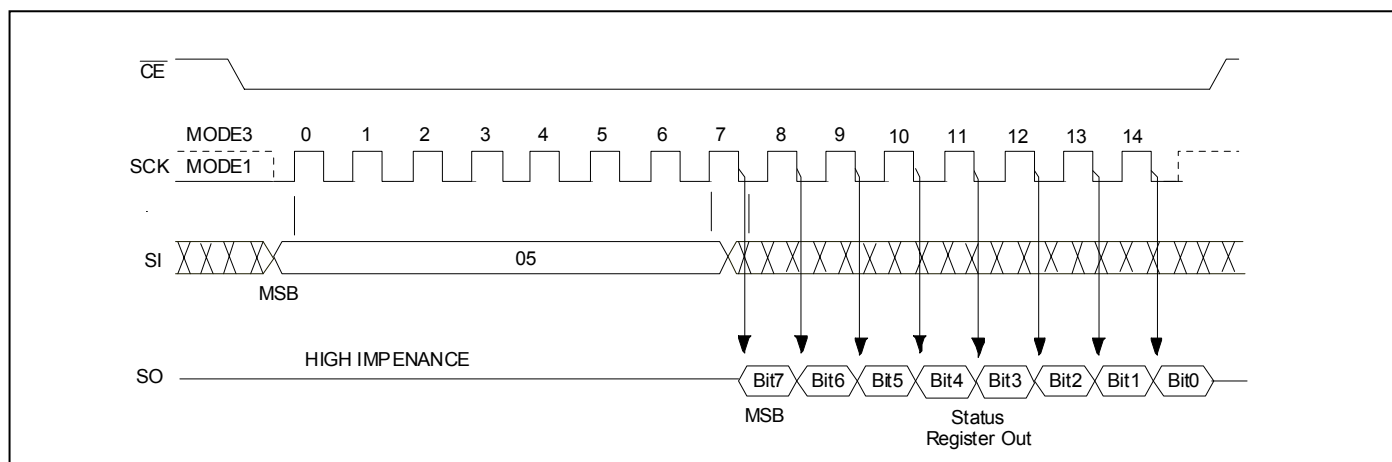 CE
MODE3 0 1 2 3 4 5 6 7 8 9 10 11 12 13 14
SCK MODE1
SI 05
MSB
HIGH IMPENANCE
SO Bit7 Bit6 Bit5 Bit4 Bit3 Bit2 Bit1 Bit0
MSB Status
Register Out